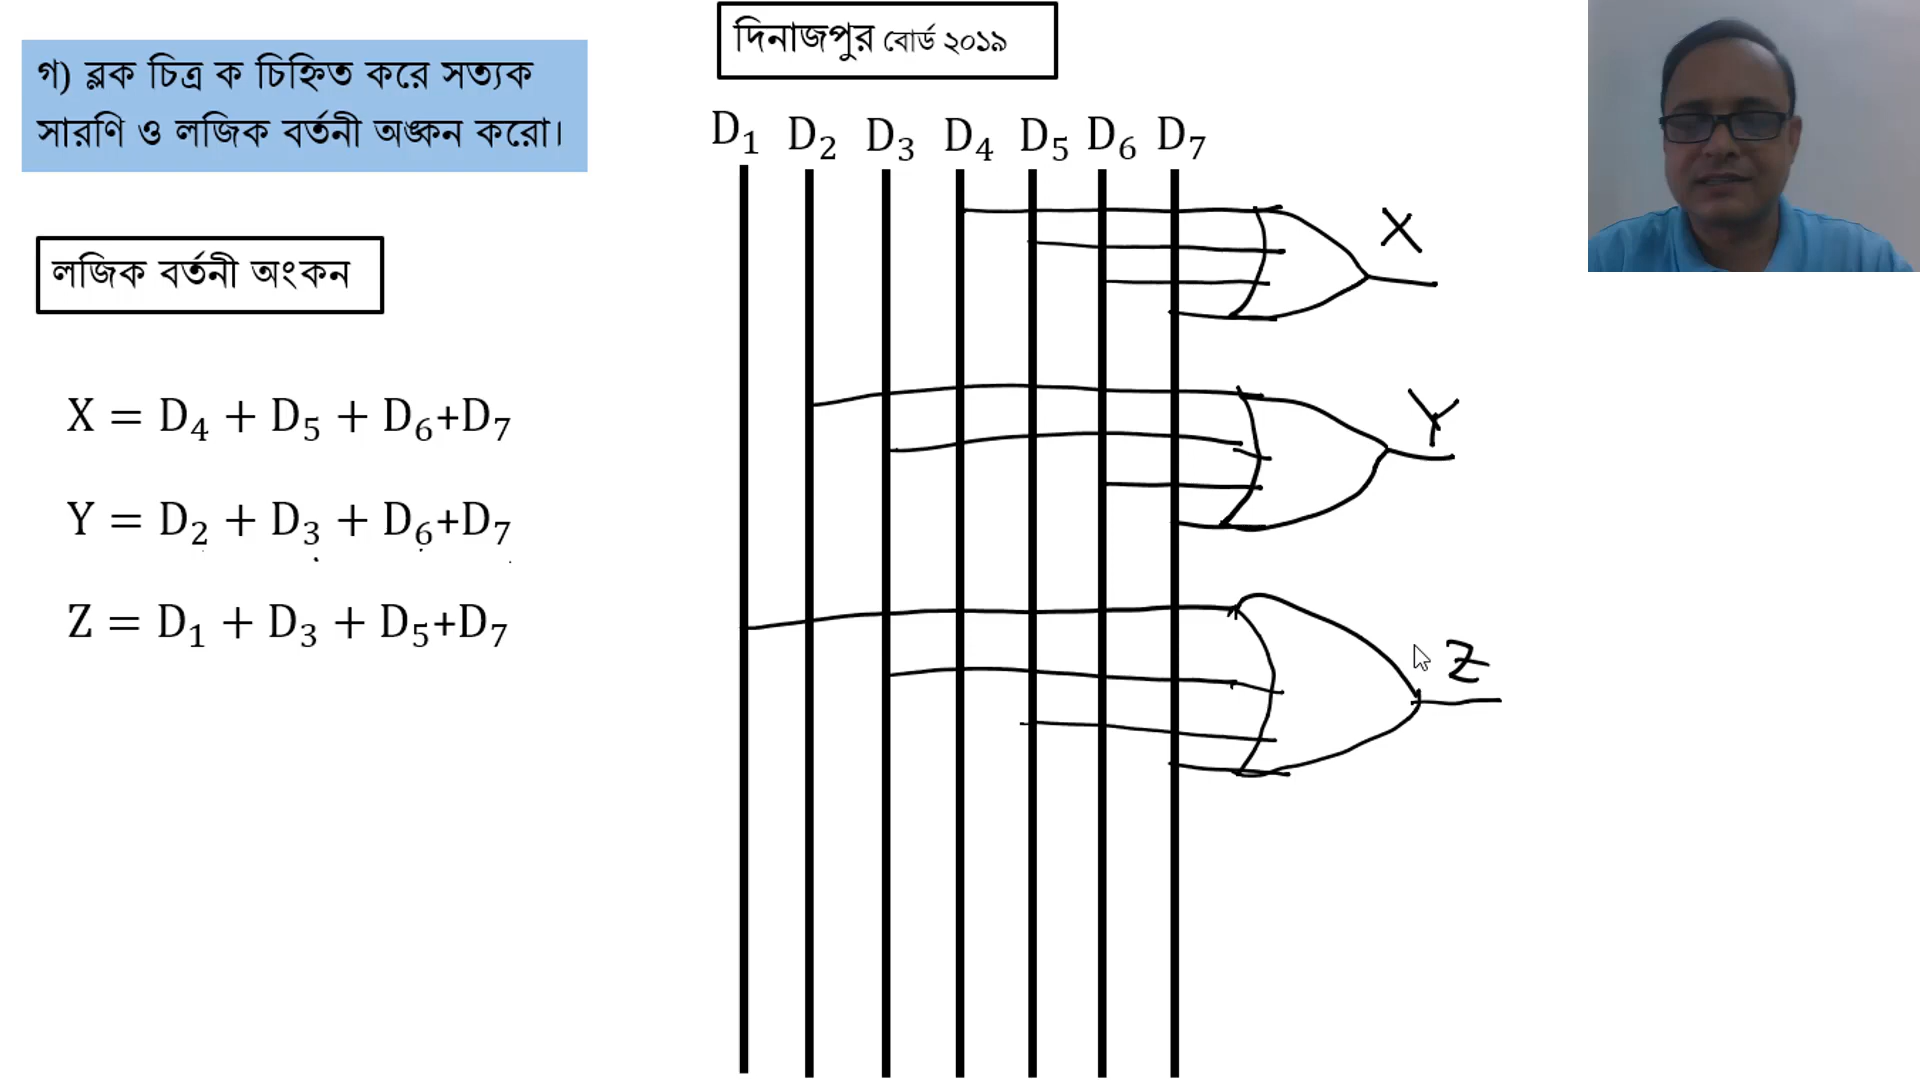 দিনাজপুর বোর্ড ২০১৯
গ) ব্লক চিত্র ক চিহ্নিত করে সত্যক
সারণি ও লজিক বর্তনী অঙ্কন করো।
লজিক বর্তনী অংকন
X = D₄ + D₅ + D₆+D₇
Y = D₂ + D₃ + D₆+D₇
Z = D₁ + D₃ + D₅+D₇
D₁ D₂ D₃ D₄ D₅ D₆ D₇
X
Y
Z